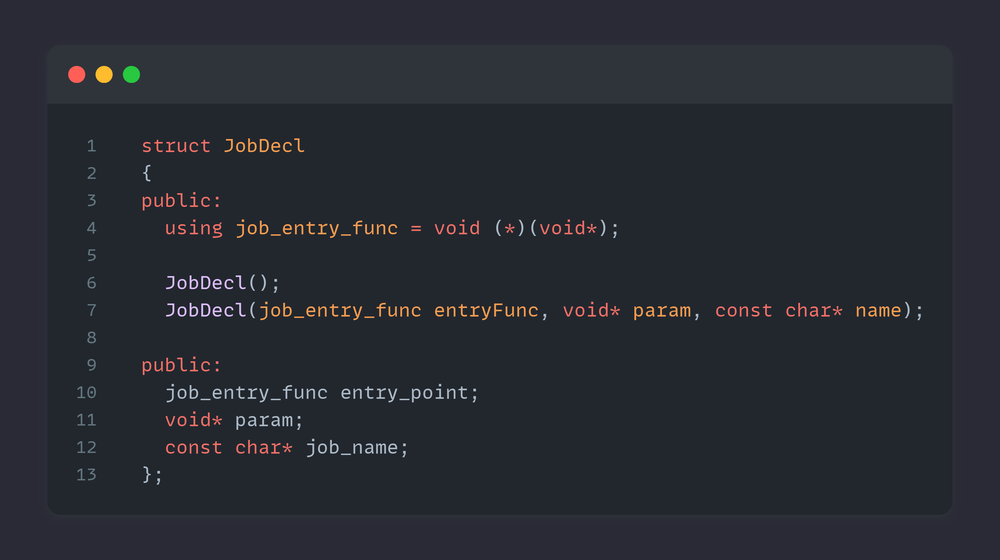 1 struct JobDecl
2 {
3 public:
4   using job_entry_func = void (*)(void*);
5
6   JobDecl();
7   JobDecl(job_entry_func entryFunc, void* param, const char* name);
8
9 public:
10   job_entry_func entry_point;
11   void* param;
12   const char* job_name;
13 };